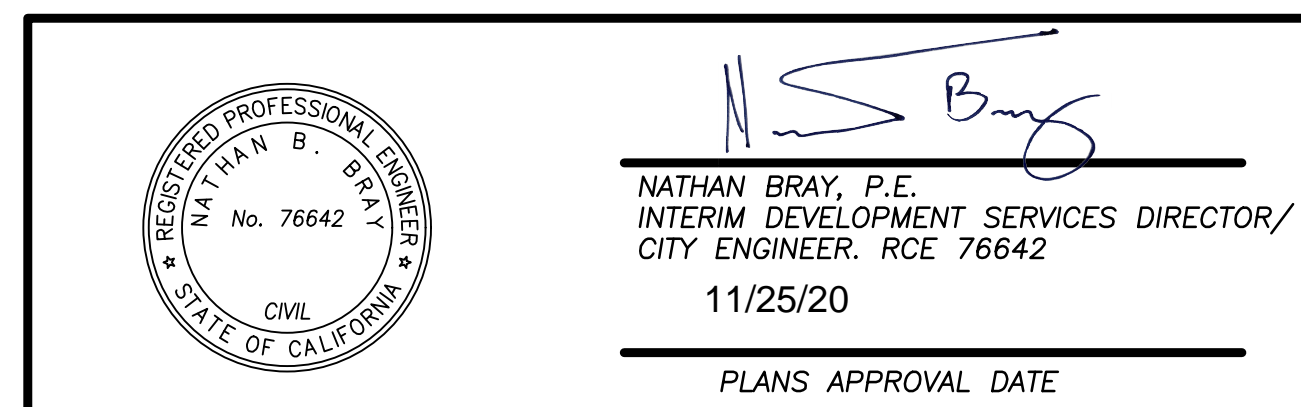 REGISTERED PROFESSIONAL ENGINEER
NATHAN B. BRAY
No. 76642
CIVIL
STATE OF CALIFORNIA
N B
NATHAN BRAY, P.E.
INTERIM DEVELOPMENT SERVICES DIRECTOR/
CITY ENGINEER. RCE 76642
11/25/20
PLANS APPROVAL DATE